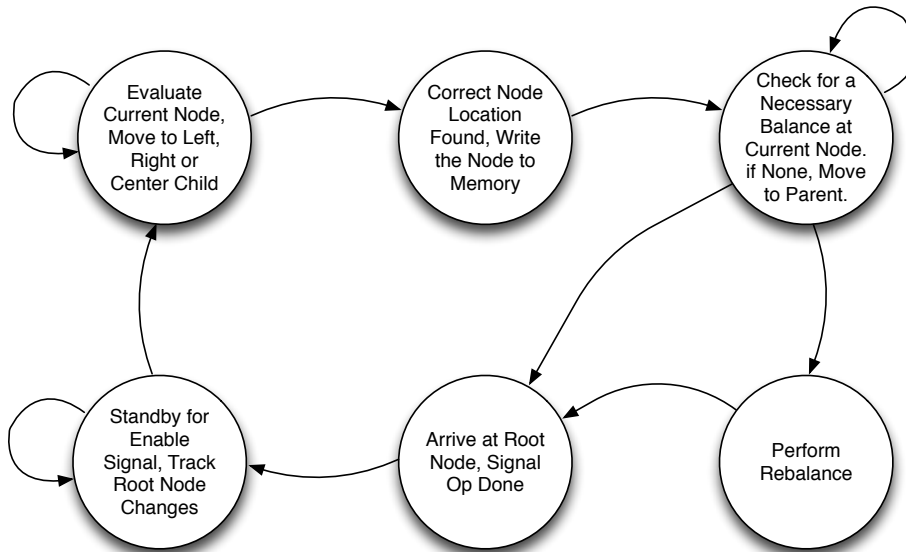 Evaluate
Current Node,
Move to Left,
Right or
Center Child
Correct Node
Location
Found, Write
the Node to
Memory
Check for a
Necessary
Balance at
Current Node.
if None, Move
to Parent.
Standby for
Enable
Signal, Track
Root Node
Changes
Arrive at Root
Node, Signal
Op Done
Perform
Rebalance